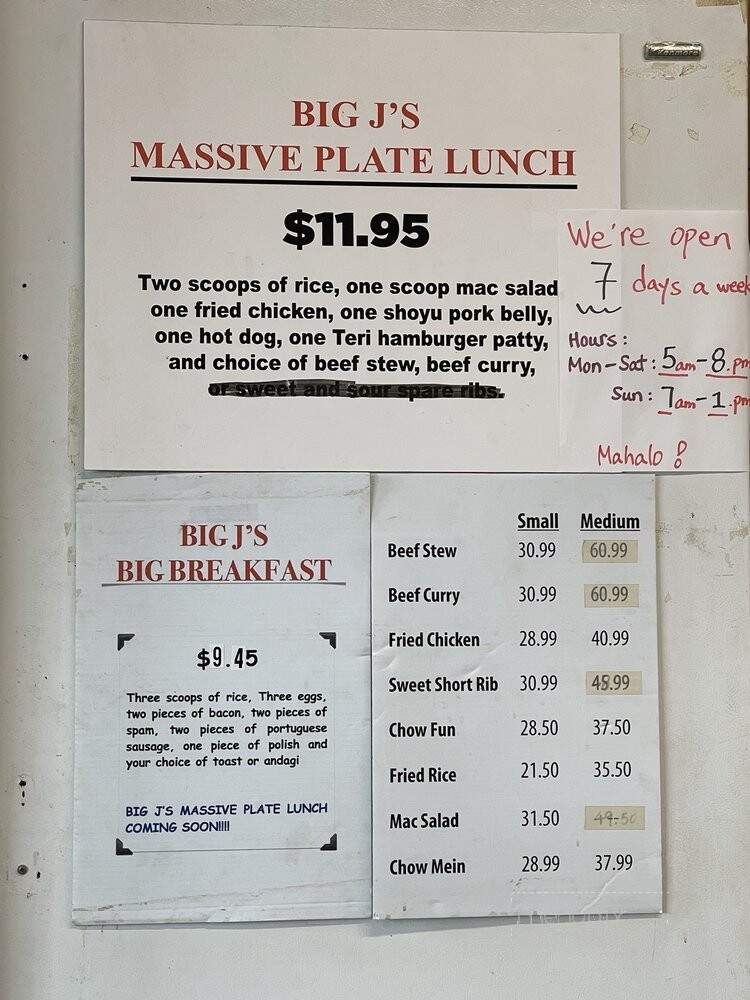 BIG J'S
MASSIVE PLATE LUNCH
$11.95
Two scoops of rice, one scoop mac salad
one fried chicken, one shoyu pork belly,
one hot dog, one Teri hamburger patty,
and choice of beef stew, beef curry,
or sweet and sour spare ribs.
We're open
7 days a week
Hours:
Mon-Sat: 5am-8.pm
Sun: 7am-1.pm
Mahalo!
BIG J'S
BIG BREAKFAST
$9.45
Three scoops of rice, Three eggs,
two pieces of bacon, two pieces of
spam, two pieces of portuguese
sausage, one piece of polish and
your choice of toast or andagi
BIG J'S MASSIVE PLATE LUNCH
COMING SOON!!!!
Small Medium
Beef Stew 30.99 60.99
Beef Curry 30.99 60.99
Fried Chicken 28.99 40.99
Sweet Short Rib 30.99 45.99
Chow Fun 28.50 37.50
Fried Rice 21.50 35.50
Mac Salad 31.50 49.50
Chow Mein 28.99 37.99